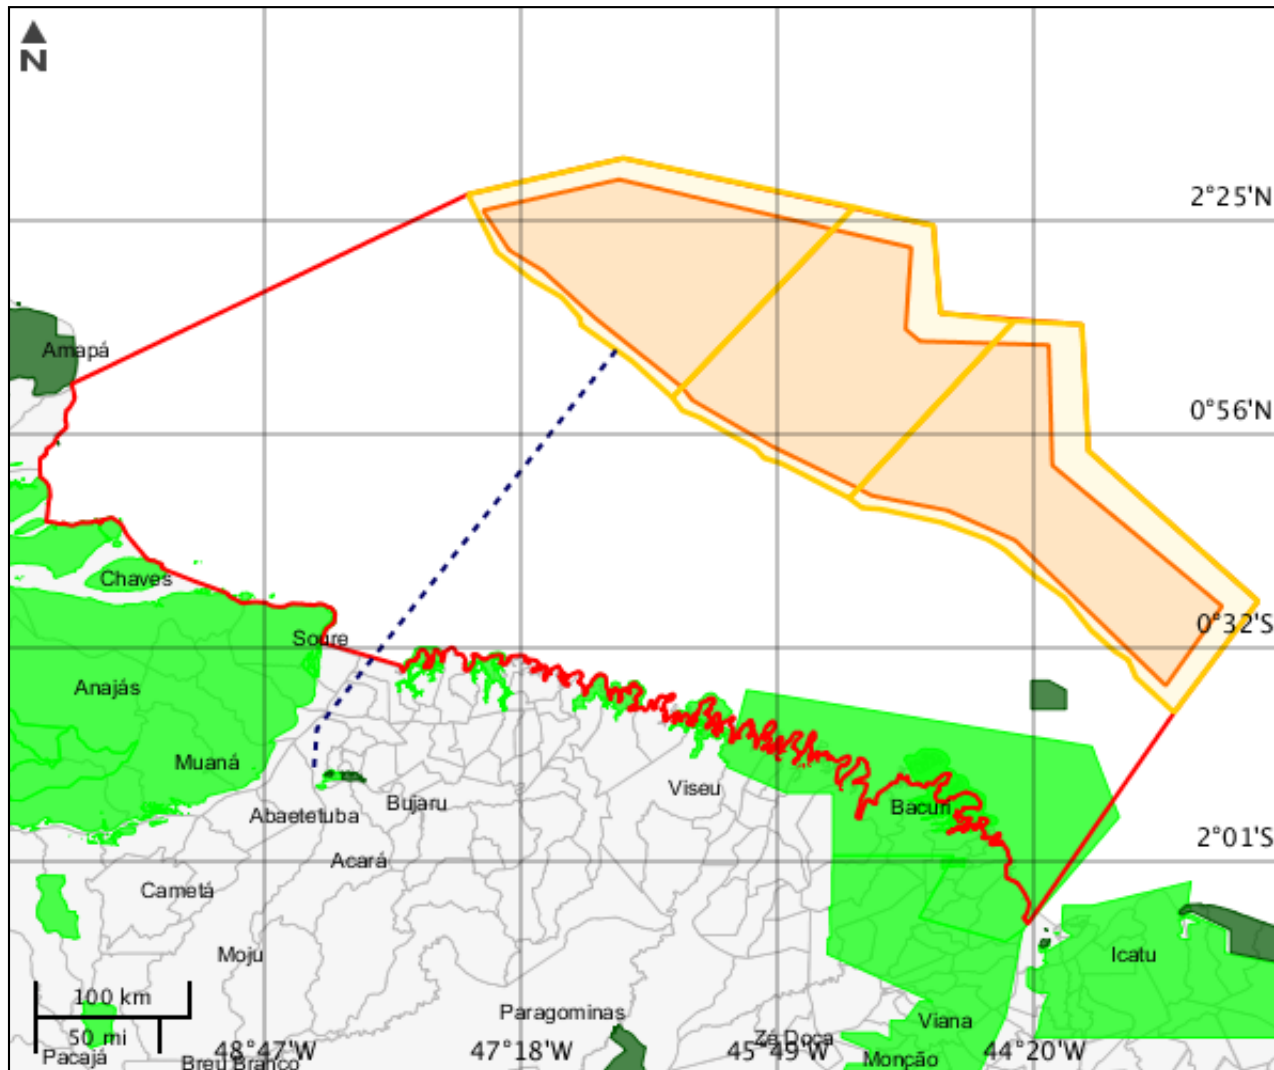 N
2°25'N
Amapá
0°56'N
Chaves
Soure
0°32'S
Anajás
Muaná
Viseu
Bujaru
Abaetetuba
Bacuri
Acará
2°01'S
Cametá
Moju
Icatu
100 km
Paragominas
Viana
50 mi
Zé Doca
48°47'W
47°18'W
45°49'W
44°20'W
Pacajá
Breu Branco
Monção